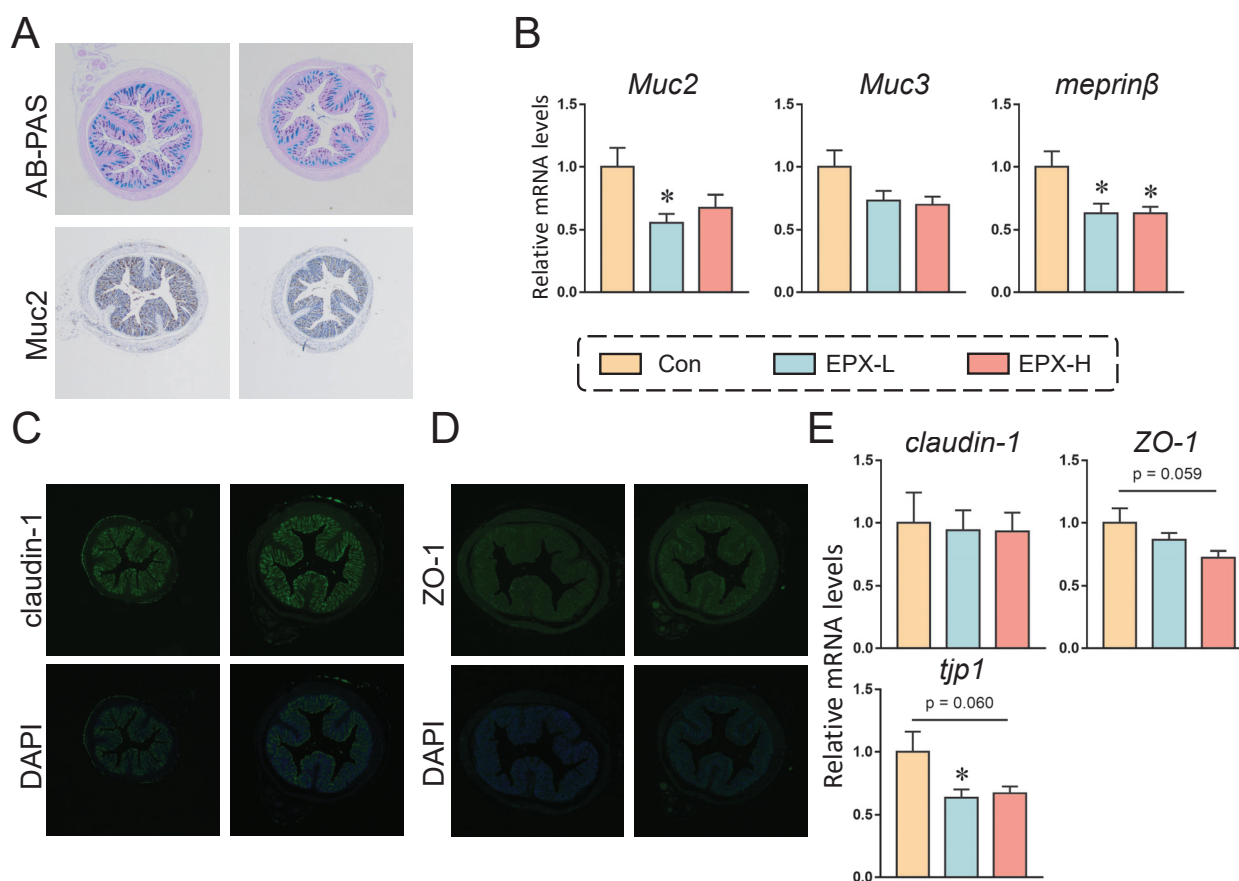 A
AB-PAS
Muc2
B
Muc2
Muc3
meprinβ
Relative mRNA levels
1.5
1.0
0.5
0.0
1.5
1.0
0.5
0.0
1.5
1.0
0.5
0.0
*
*
*
Con
EPX-L
EPX-H
C
claudin-1
DAPI
D
ZO-1
DAPI
E
Relative mRNA levels
claudin-1
1.5
1.0
0.5
0.0
ZO-1
p = 0.059
1.5
1.0
0.5
0.0
tjp1
p = 0.060
1.5
1.0
0.5
0.0
*